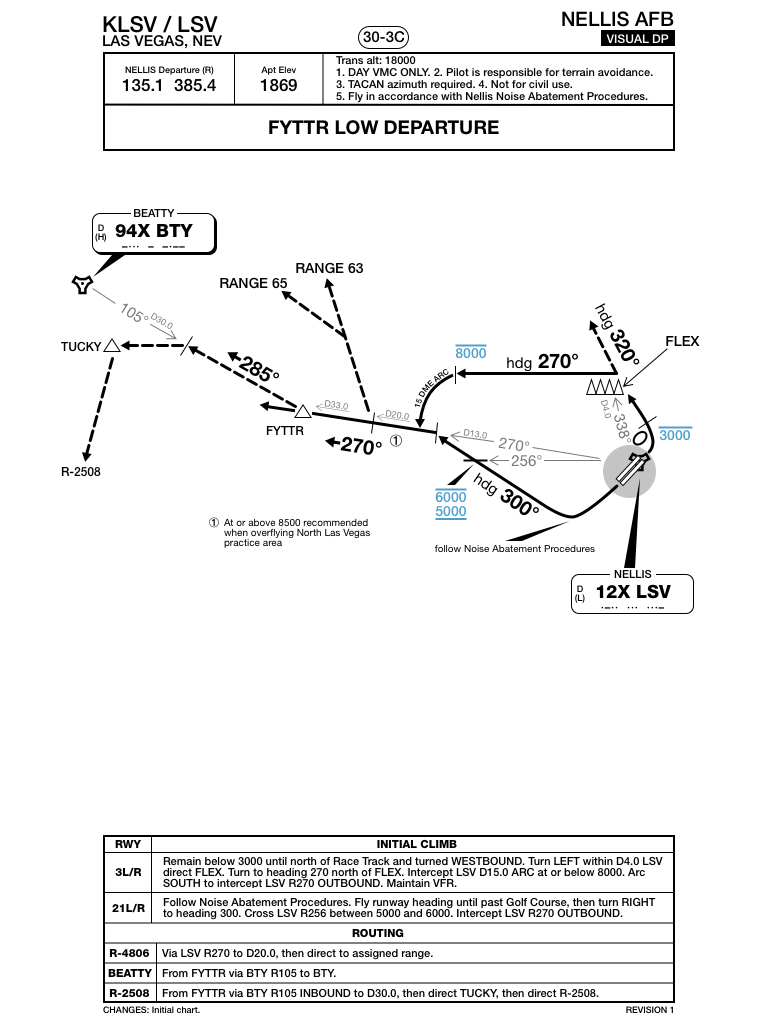 KLSV / LSV
LAS VEGAS, NEV
30-3C
NELLIS AFB
VISUAL DP
NELLIS Departure (R)
135.1 385.4
Apt Elev
1869
Trans alt: 18000
1. DAY VMC ONLY. 2. Pilot is responsible for terrain avoidance.
3. TACAN azimuth required. 4. Not for civil use.
5. Fly in accordance with Nellis Noise Abatement Procedures.
FYTTR LOW DEPARTURE
BEATTY
D
(H)
94X BTY
RANGE 63
RANGE 65
105°
D30.0
TUCKY
285°
R-2508
FYTTR
D33.0
D20.0
270° ①
15 DME ARC
8000
hdg 270°
hdg 320°
FLEX
D4.0
338°
3000
D13.0
270°
256°
6000
5000
hdg 300°
① At or above 8500 recommended
when overflying North Las Vegas
practice area
follow Noise Abatement Procedures
NELLIS
D
(L)
12X LSV
RWY
INITIAL CLIMB
3L/R
Remain below 3000 until north of Race Track and turned WESTBOUND. Turn LEFT within D4.0 LSV
direct FLEX. Turn to heading 270 north of FLEX. Intercept LSV D15.0 ARC at or below 8000. Arc
SOUTH to intercept LSV R270 OUTBOUND. Maintain VFR.
21L/R
Follow Noise Abatement Procedures. Fly runway heading until past Golf Course, then turn RIGHT
to heading 300. Cross LSV R256 between 5000 and 6000. Intercept LSV R270 OUTBOUND.
ROUTING
R-4806
Via LSV R270 to D20.0, then direct to assigned range.
BEATTY
From FYTTR via BTY R105 to BTY.
R-2508
From FYTTR via BTY R105 INBOUND to D30.0, then direct TUCKY, then direct R-2508.
CHANGES: Initial chart.
REVISION 1